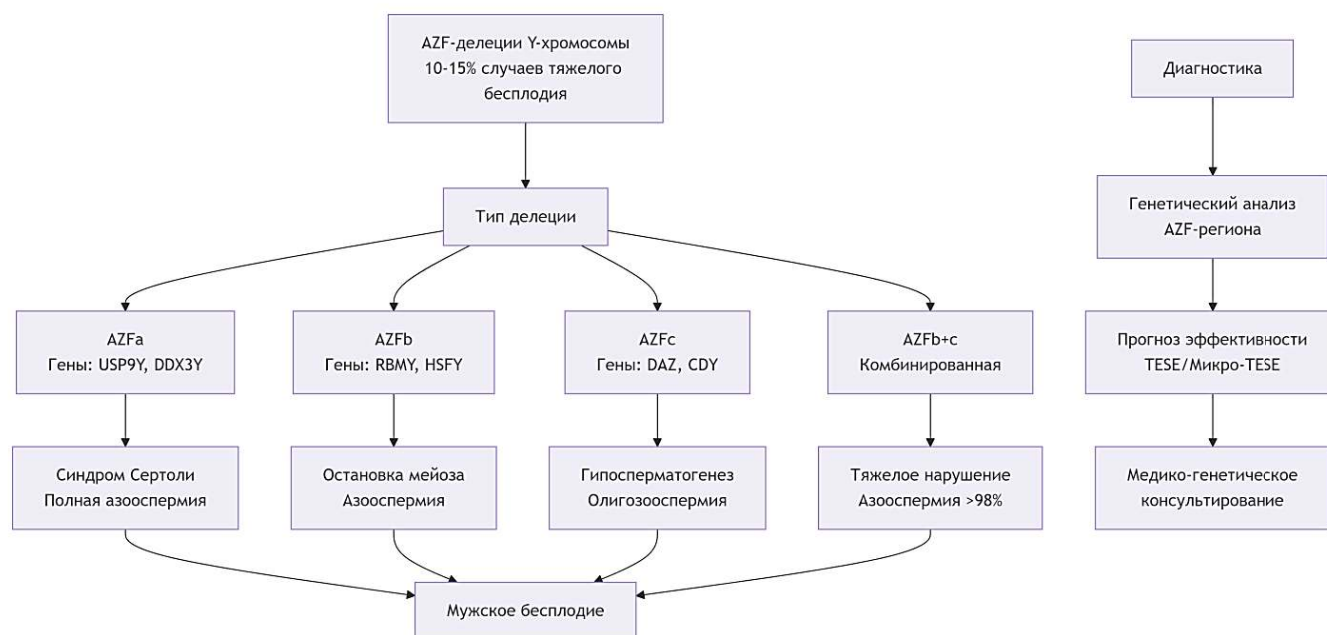 AZF-делеции Y-хромосомы
10-15% случаев тяжелого
бесплодия
Тип делеции
AZFa
Гены: USP9Y, DDX3Y
AZFb
Гены: RBMY, HSFY
AZFc
Гены: DAZ, CDY
AZFb+c
Комбинированная
Синдром Сертоли
Полная азооспермия
Остановка мейоза
Азооспермия
Гипосперматогенез
Олигозооспермия
Тяжелое нарушение
Азооспермия >98%
Мужское бесплодие
Диагностика
Генетический анализ
AZF-региона
Прогноз эффективности
TESE/Микро-TESE
Медико-генетическое
консультирование